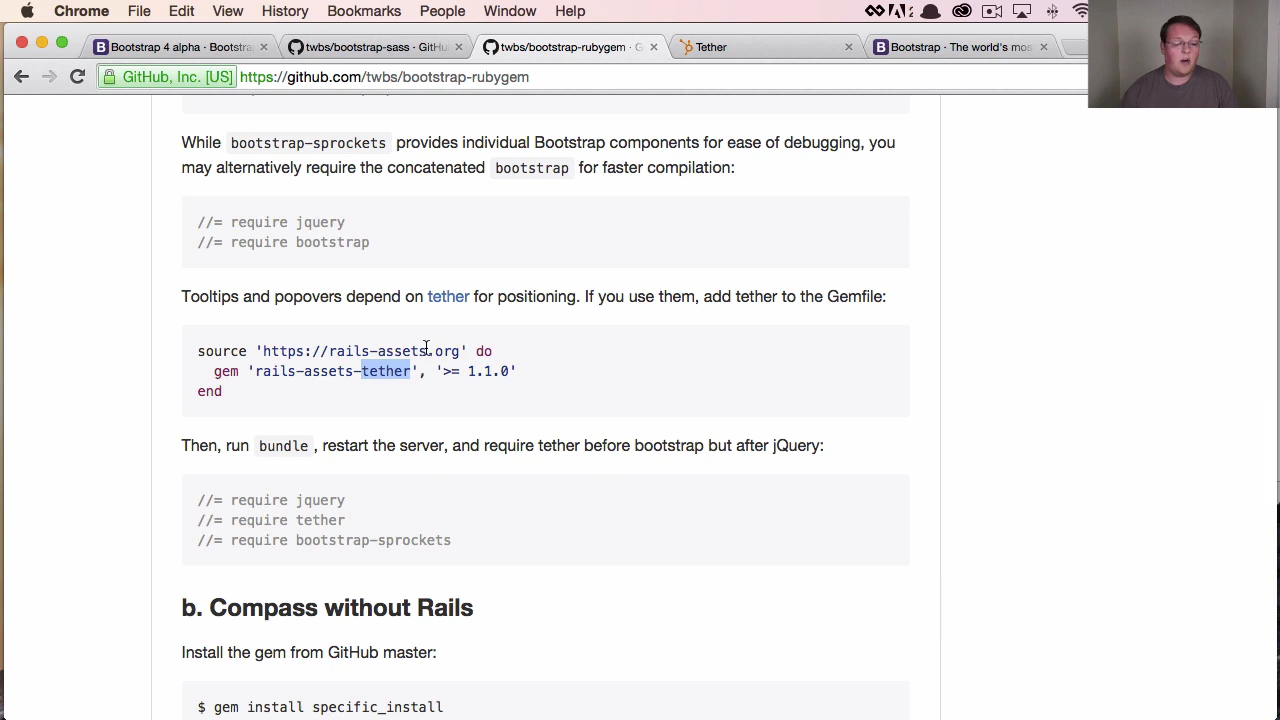 Chrome File Edit View History Bookmarks People Window Help
Bootstrap 4 alpha · Bootstra
twbs/bootstrap-sass · GitHu
twbs/bootstrap-rubygem · G
Tether
Bootstrap · The world's mos
GitHub, Inc. [US] https://github.com/twbs/bootstrap-rubygem
While bootstrap-sprockets provides individual Bootstrap components for ease of debugging, you
may alternatively require the concatenated bootstrap for faster compilation:
//= require jquery
//= require bootstrap
Tooltips and popovers depend on tether for positioning. If you use them, add tether to the Gemfile:
source 'https://rails-assets.org' do
gem 'rails-assets-tether', '>= 1.1.0'
end
Then, run bundle, restart the server, and require tether before bootstrap but after jQuery:
//= require jquery
//= require tether
//= require bootstrap-sprockets
b. Compass without Rails
Install the gem from GitHub master:
$ gem install specific_install